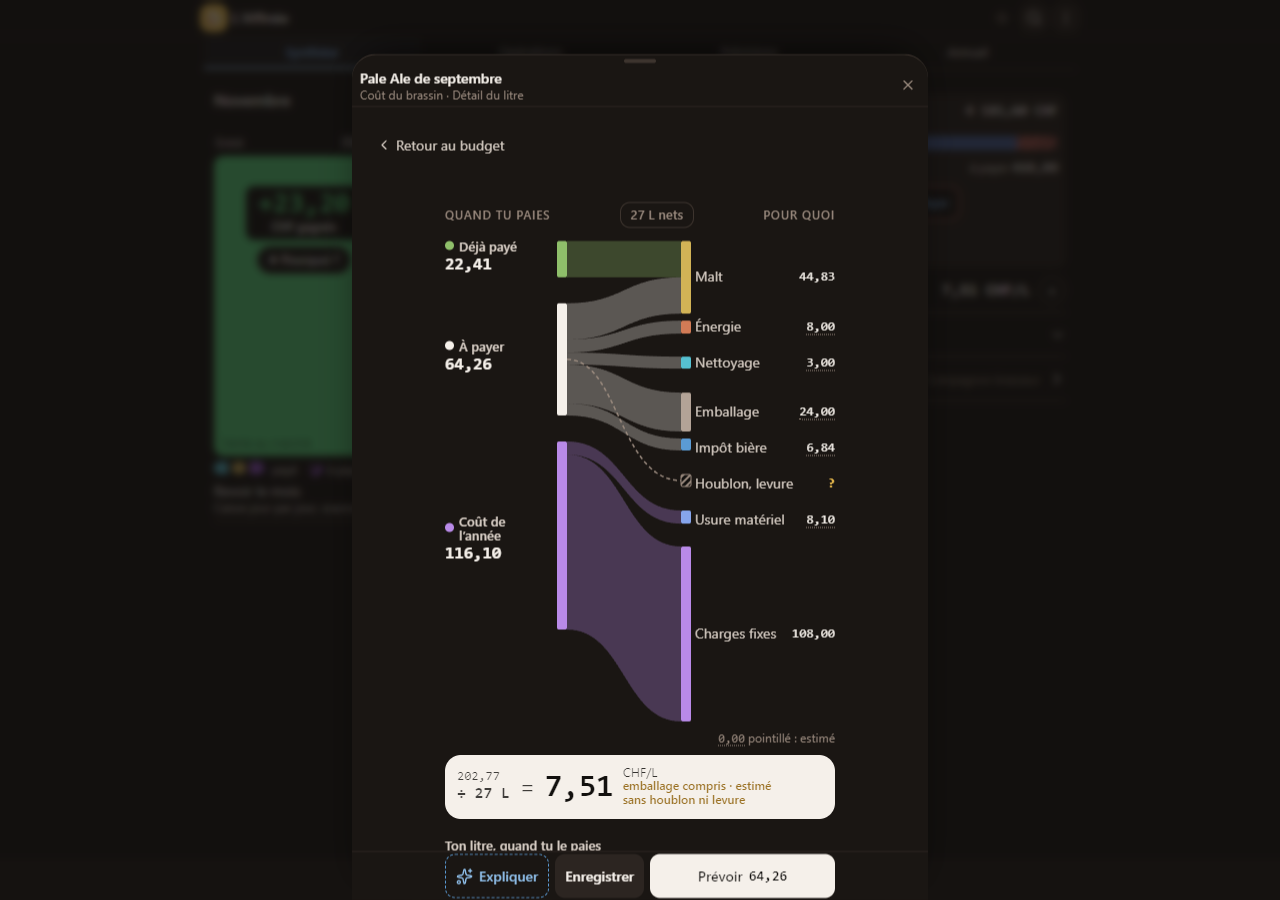 Pale Ale de septembre
Coût du brassin · Détail du litre
Retour au budget
QUAND TU PAIES
27 L nets
POUR QUOI
Déjà payé
22,41
Malt 44,83
Énergie 8,00
À payer
64,26
Nettoyage 3,00
Emballage 24,00
Impôt bière 6,84
Houblon, levure ?
Usure matériel 8,10
Coût de
l'année
116,10
Charges fixes 108,00
0,00 pointillé : estimé
202,77
÷ 27 L
= 7,51
CHF/L
emballage compris · estimé
sans houblon ni levure
Ton litre, quand tu le paies
Expliquer
Enregistrer
Prévoir 64,26
Novembre
+23,20